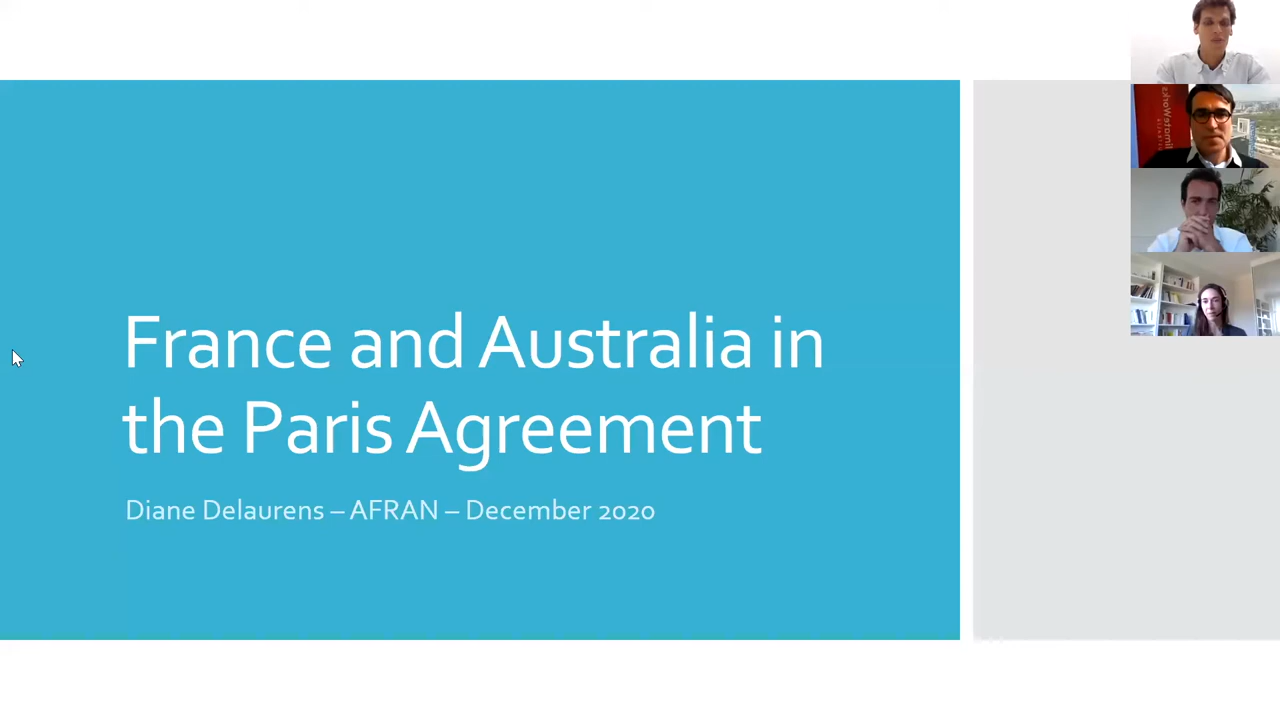 France and Australia in
the Paris Agreement
Diane Delaurens – AFRAN – December 2020